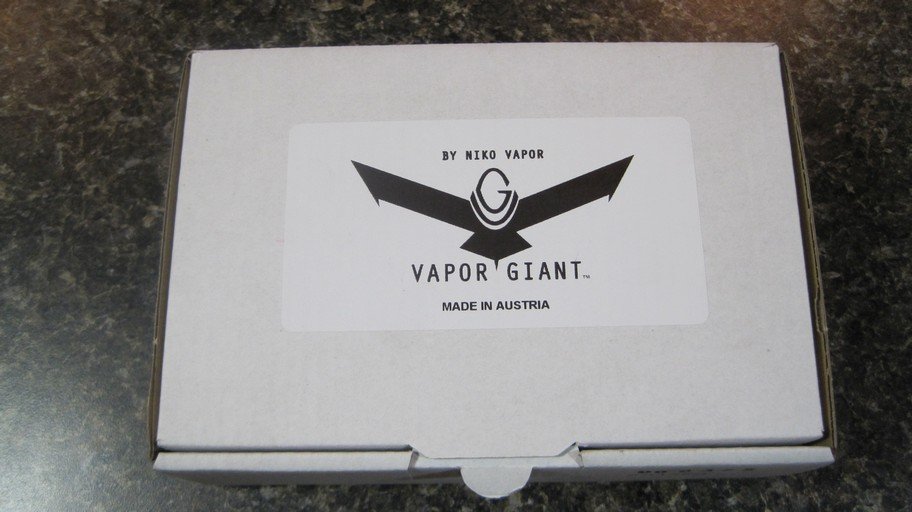 BY NIKO VAPOR
G
VAPOR GIANT™
MADE IN AUSTRIA